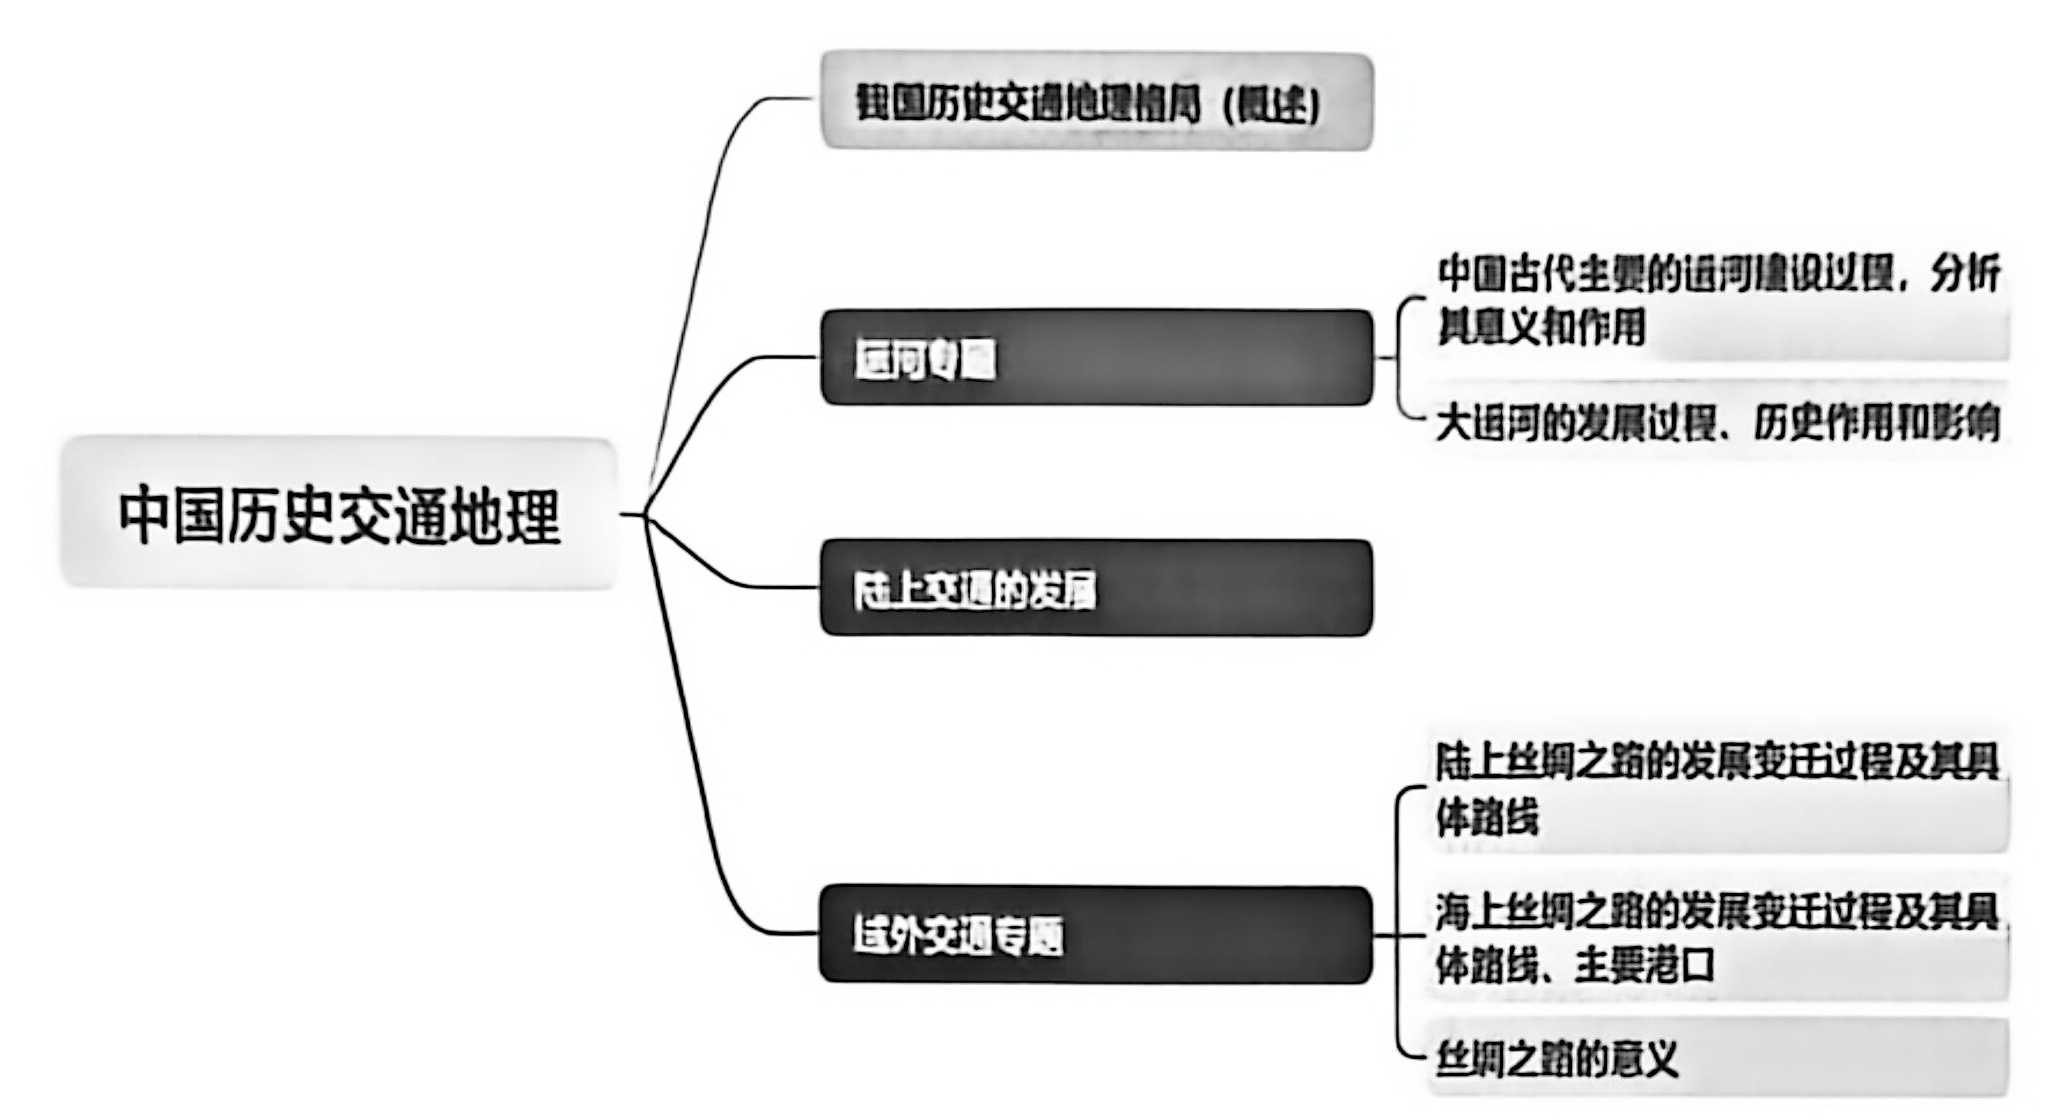 我国历史交通地理格局（概述）
中国古代主要的运河建设过程，分析
其意义和作用
运河专题
大运河的发展过程、历史作用和影响
中国历史交通地理
陆上交通的发展
陆上丝绸之路的发展变迁过程及其具
体路线
海上丝绸之路的发展变迁过程及其具
体路线、主要港口
域外交通专题
丝绸之路的意义